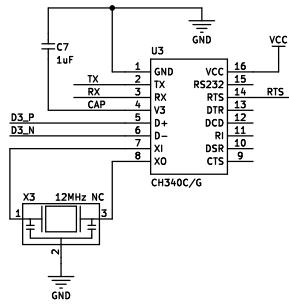 GND
VCC
C7
1uF
U3
1 GND VCC 16
TX 2 TX RS232 15
RX 3 RX RTS 14 RTS
CAP 4 V3 DTR 13
D3_P 5 D+ DCD 12
D3_N 6 D- RI 11
7 XI DSR 10
8 XO CTS 9
CH340C/G
X3 12MHz NC
1 3
2
GND